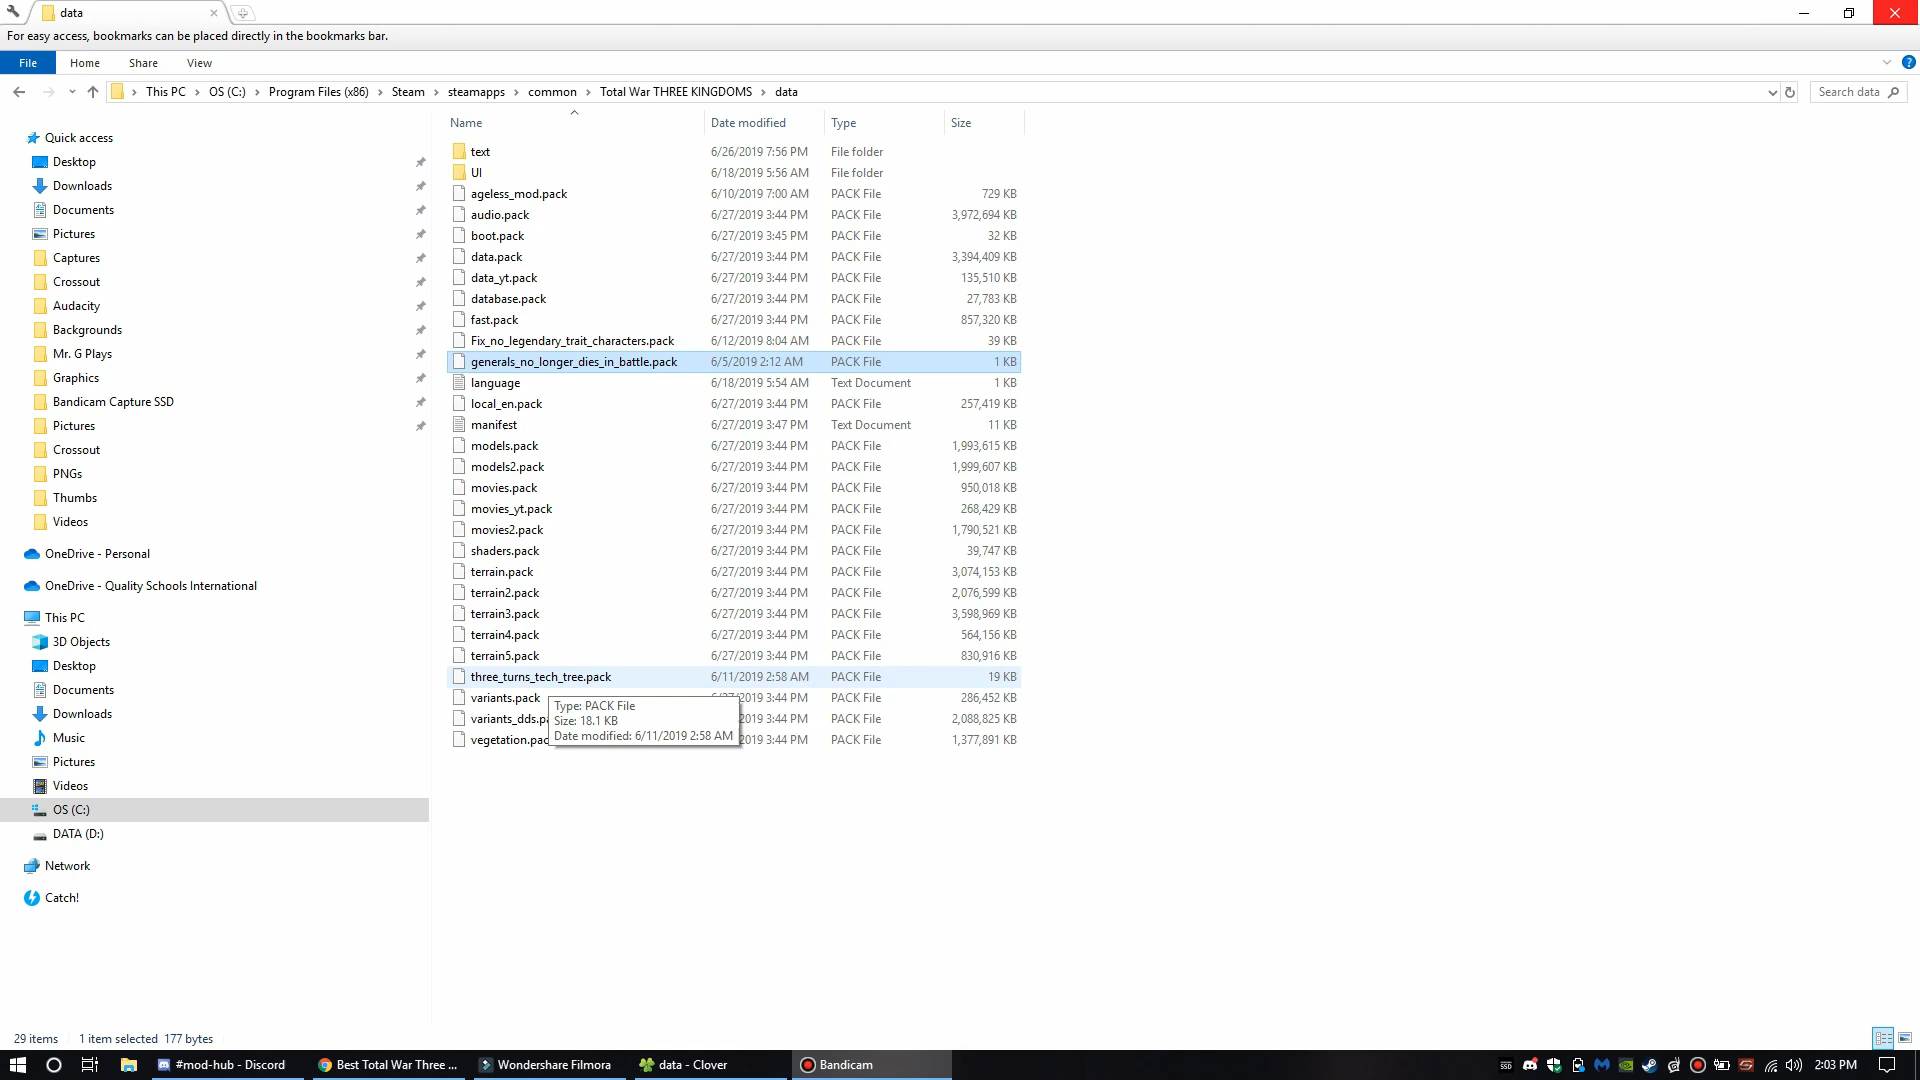 data
For easy access, bookmarks can be placed directly in the bookmarks bar.
File Home Share View
This PC OS (C:) Program Files (x86) Steam steamapps common Total War THREE KINGDOMS data Search data
Name Date modified Type Size
Quick access
Desktop
Downloads
Documents
Pictures
Captures
Crossout
Audacity
Backgrounds
Mr. G Plays
Graphics
Bandicam Capture SSD
Pictures
Crossout
PNGs
Thumbs
Videos
OneDrive - Personal
OneDrive - Quality Schools International
This PC
3D Objects
Desktop
Documents
Downloads
Music
Pictures
Videos
OS (C:)
DATA (D:)
Network
Catch!
text 6/26/2019 7:56 PM File folder
UI 6/18/2019 5:56 AM File folder
ageless_mod.pack 6/10/2019 7:00 AM PACK File 729 KB
audio.pack 6/27/2019 3:44 PM PACK File 3,972,694 KB
boot.pack 6/27/2019 3:45 PM PACK File 32 KB
data.pack 6/27/2019 3:44 PM PACK File 3,394,409 KB
data_yt.pack 6/27/2019 3:44 PM PACK File 135,510 KB
database.pack 6/27/2019 3:44 PM PACK File 27,783 KB
fast.pack 6/27/2019 3:44 PM PACK File 857,320 KB
Fix_no_legendary_trait_characters.pack 6/12/2019 8:04 AM PACK File 39 KB
generals_no_longer_dies_in_battle.pack 6/5/2019 2:12 AM PACK File 1 KB
language 6/18/2019 5:54 AM Text Document 1 KB
local_en.pack 6/27/2019 3:44 PM PACK File 257,419 KB
manifest 6/27/2019 3:47 PM Text Document 11 KB
models.pack 6/27/2019 3:44 PM PACK File 1,993,615 KB
models2.pack 6/27/2019 3:44 PM PACK File 1,999,607 KB
movies.pack 6/27/2019 3:44 PM PACK File 950,018 KB
movies_yt.pack 6/27/2019 3:44 PM PACK File 268,429 KB
movies2.pack 6/27/2019 3:44 PM PACK File 1,790,521 KB
shaders.pack 6/27/2019 3:44 PM PACK File 39,747 KB
terrain.pack 6/27/2019 3:44 PM PACK File 3,074,153 KB
terrain2.pack 6/27/2019 3:44 PM PACK File 2,076,599 KB
terrain3.pack 6/27/2019 3:44 PM PACK File 3,598,969 KB
terrain4.pack 6/27/2019 3:44 PM PACK File 564,156 KB
terrain5.pack 6/27/2019 3:44 PM PACK File 830,916 KB
three_turns_tech_tree.pack 6/11/2019 2:58 AM PACK File 19 KB
variants.pack 3:44 PM PACK File 286,452 KB
variants_dds.pa 3:44 PM PACK File 2,088,825 KB
vegetation.pac 3:44 PM PACK File 1,377,891 KB
Type: PACK File
Size: 18.1 KB
Date modified: 6/11/2019 2:58 AM
29 items 1 item selected 177 bytes
#mod-hub - Discord Best Total War Three ... Wondershare Filmora data - Clover Bandicam SSD 2:03 PM